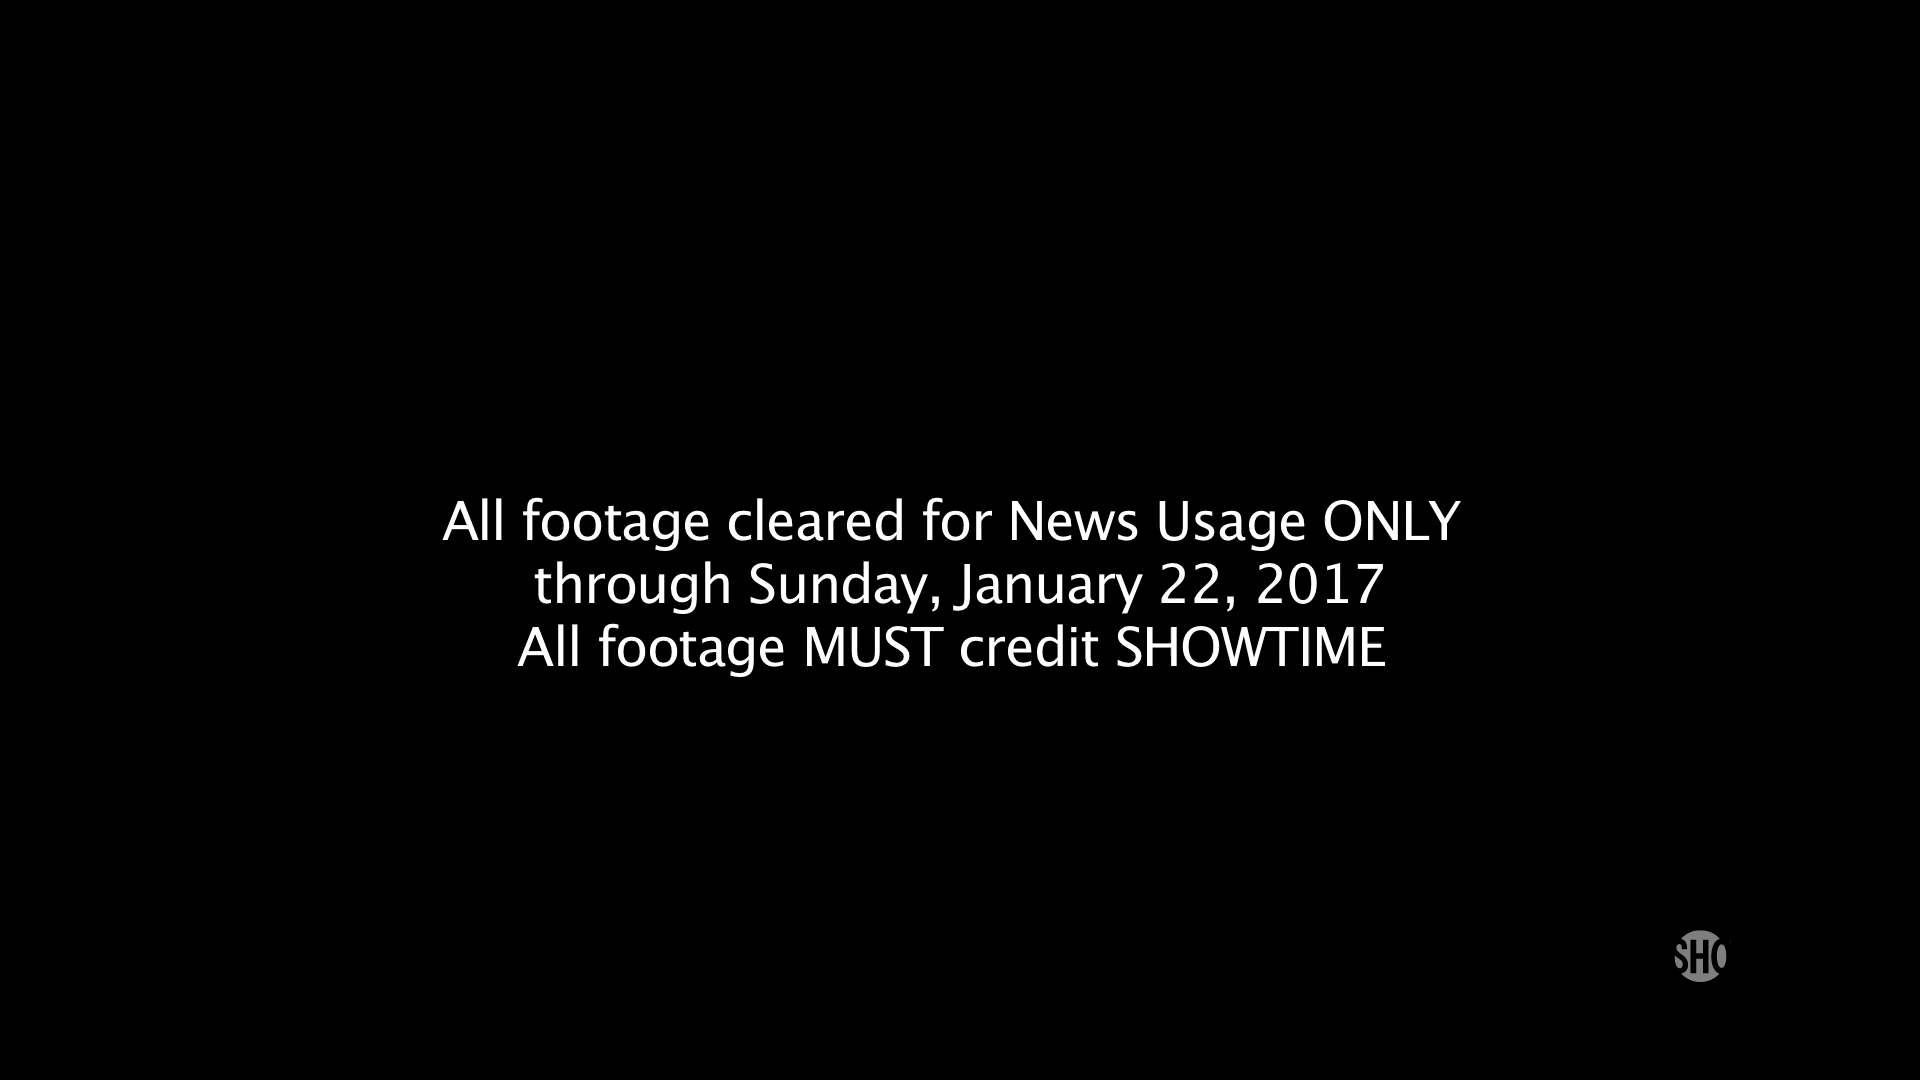 All footage cleared for News Usage ONLY
through Sunday, January 22, 2017
All footage MUST credit SHOWTIME
SHO